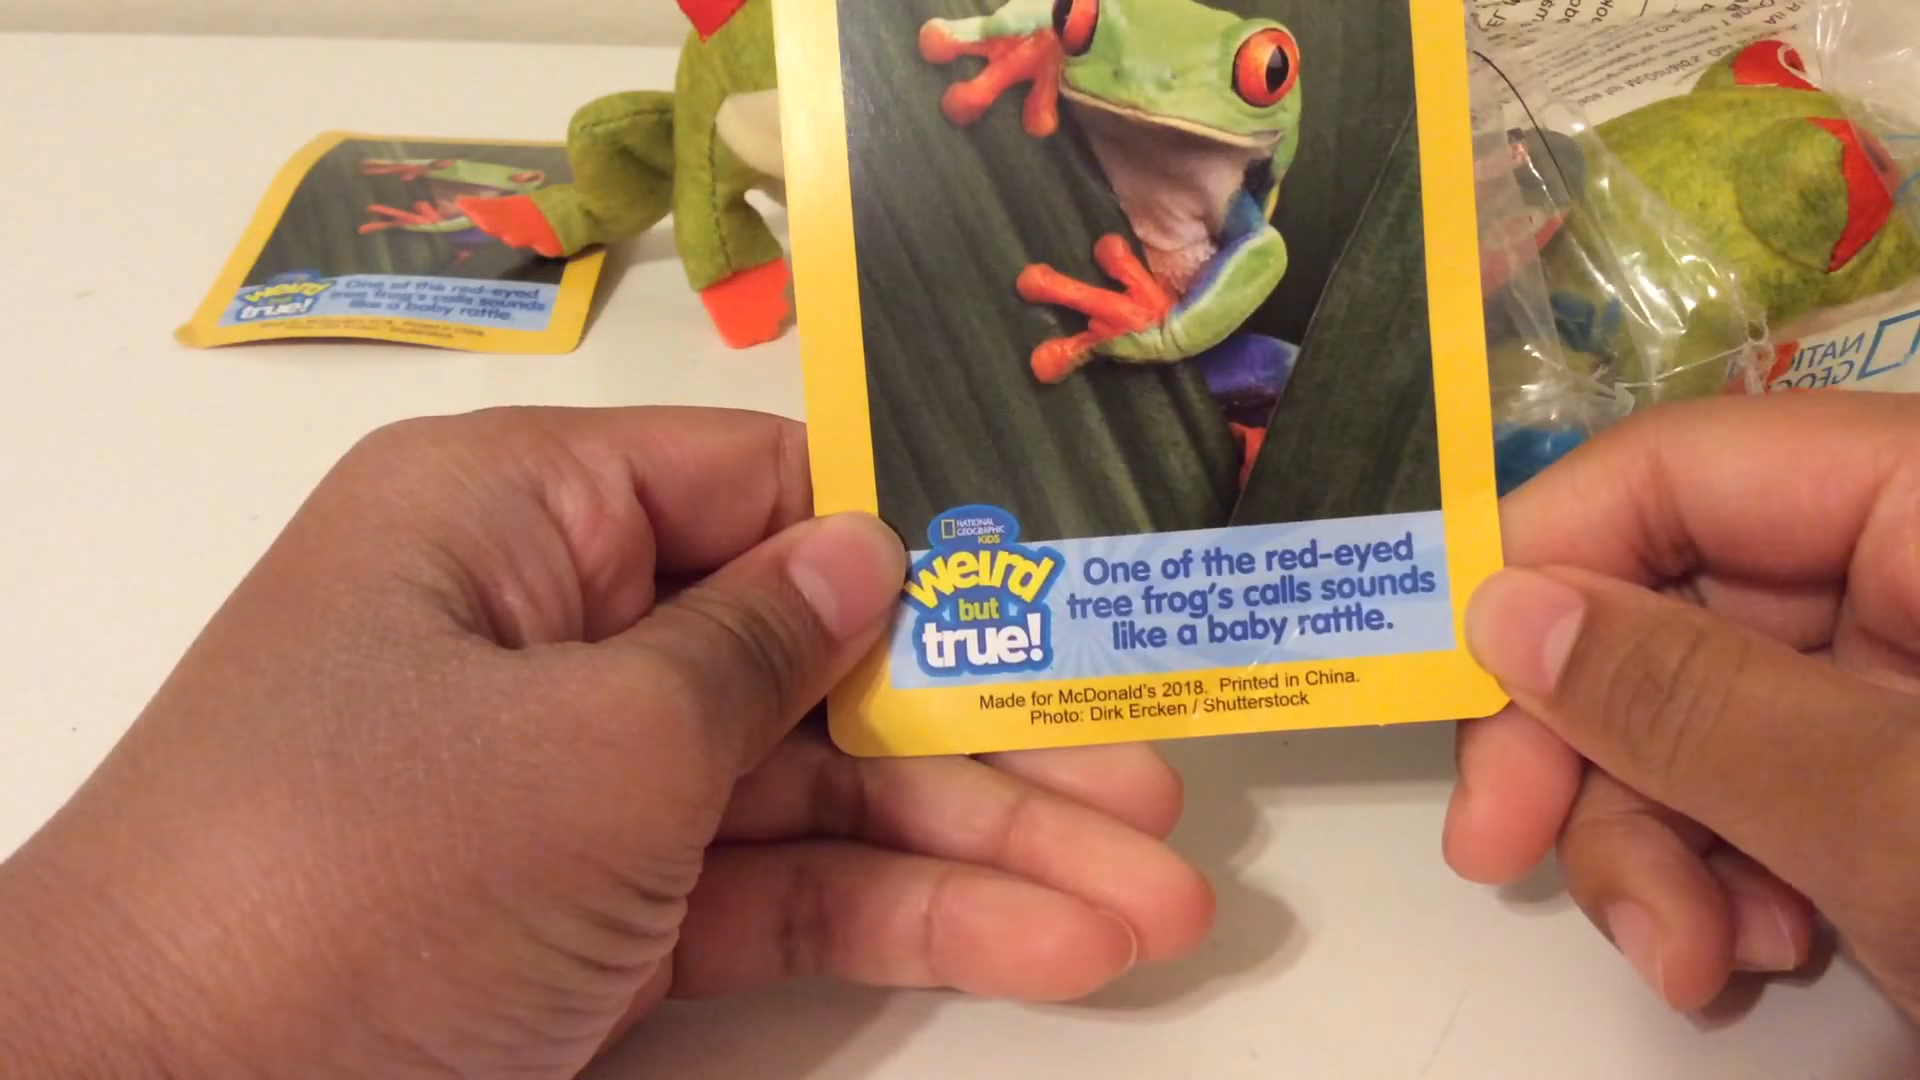 NATIONAL
GEOGRAPHIC
KIDS
weird
but
true!
One of the red-eyed
tree frog's calls sounds
like a baby rattle.
Made for McDonald's 2018. Printed in China.
Photo: Dirk Ercken / Shutterstock
weird
but
true!
One of the red-eyed
tree frog's calls sounds
like a baby rattle.